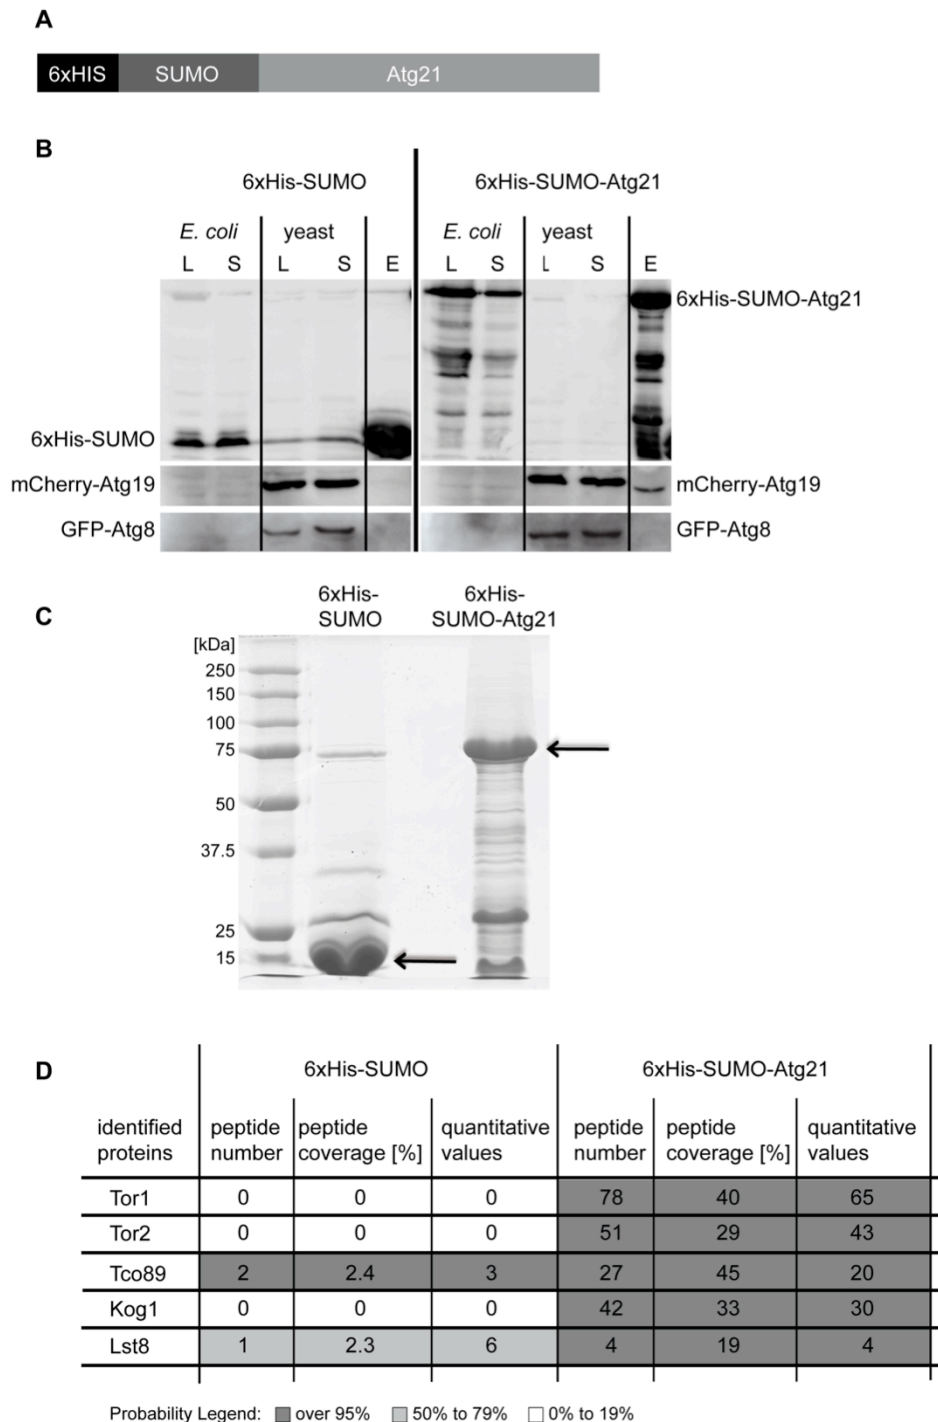 A
6xHIS SUMO Atg21
B
6xHis-SUMO 6xHis-SUMO-Atg21
E. coli yeast E. coli yeast
L S L S E L S L S E
6xHis-SUMO-Atg21
6xHis-SUMO
mCherry-Atg19 mCherry-Atg19
GFP-Atg8 GFP-Atg8
C
6xHis- 6xHis-
SUMO SUMO-Atg21
[kDa]
250
150
100
75
50
37.5
25
15
D
6xHis-SUMO 6xHis-SUMO-Atg21
identified peptide peptide quantitative peptide peptide quantitative
proteins number coverage [%] values number coverage [%] values
Tor1 0 0 0 78 40 65
Tor2 0 0 0 51 29 43
Tco89 2 2.4 3 27 45 20
Kog1 0 0 0 42 33 30
Lst8 1 2.3 6 4 19 4
Probability Legend: over 95% 50% to 79% 0% to 19%